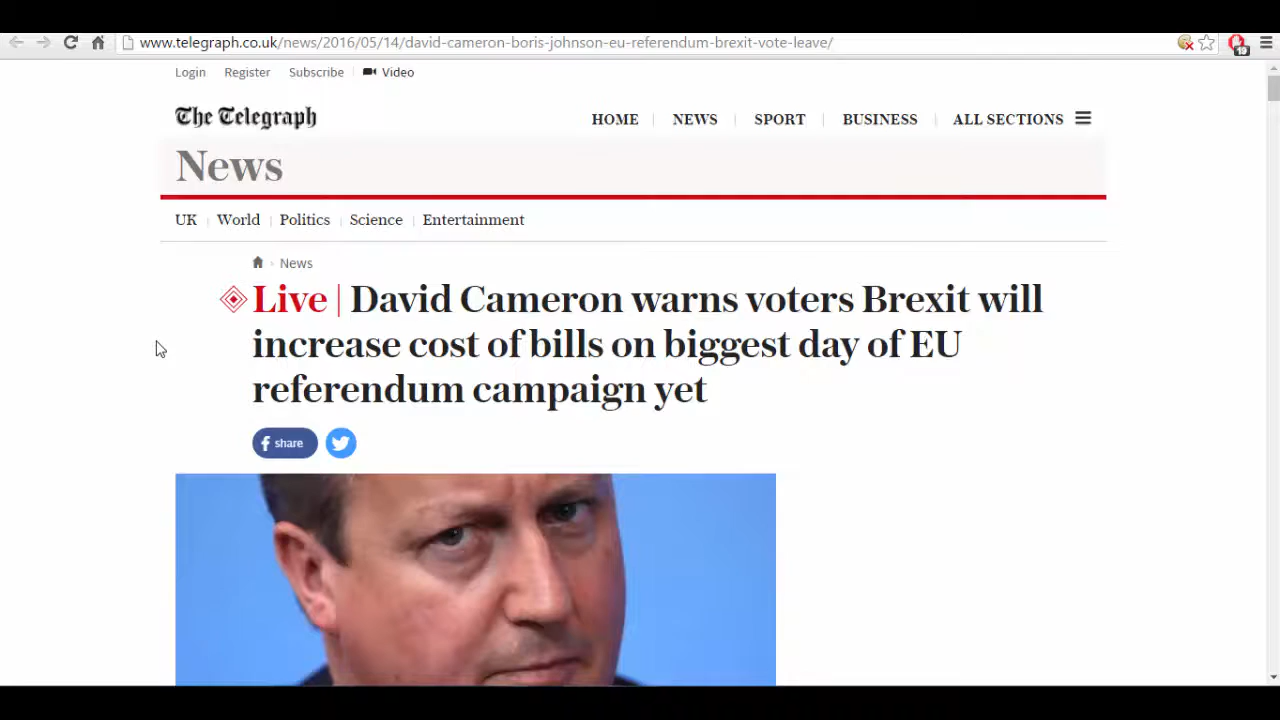 www.telegraph.co.uk/news/2016/05/14/david-cameron-boris-johnson-eu-referendum-brexit-vote-leave/
19
Login Register Subscribe Video
The Telegraph
HOME NEWS SPORT BUSINESS ALL SECTIONS
News
UK World Politics Science Entertainment
News
Live | David Cameron warns voters Brexit will
increase cost of bills on biggest day of EU
referendum campaign yet
f share